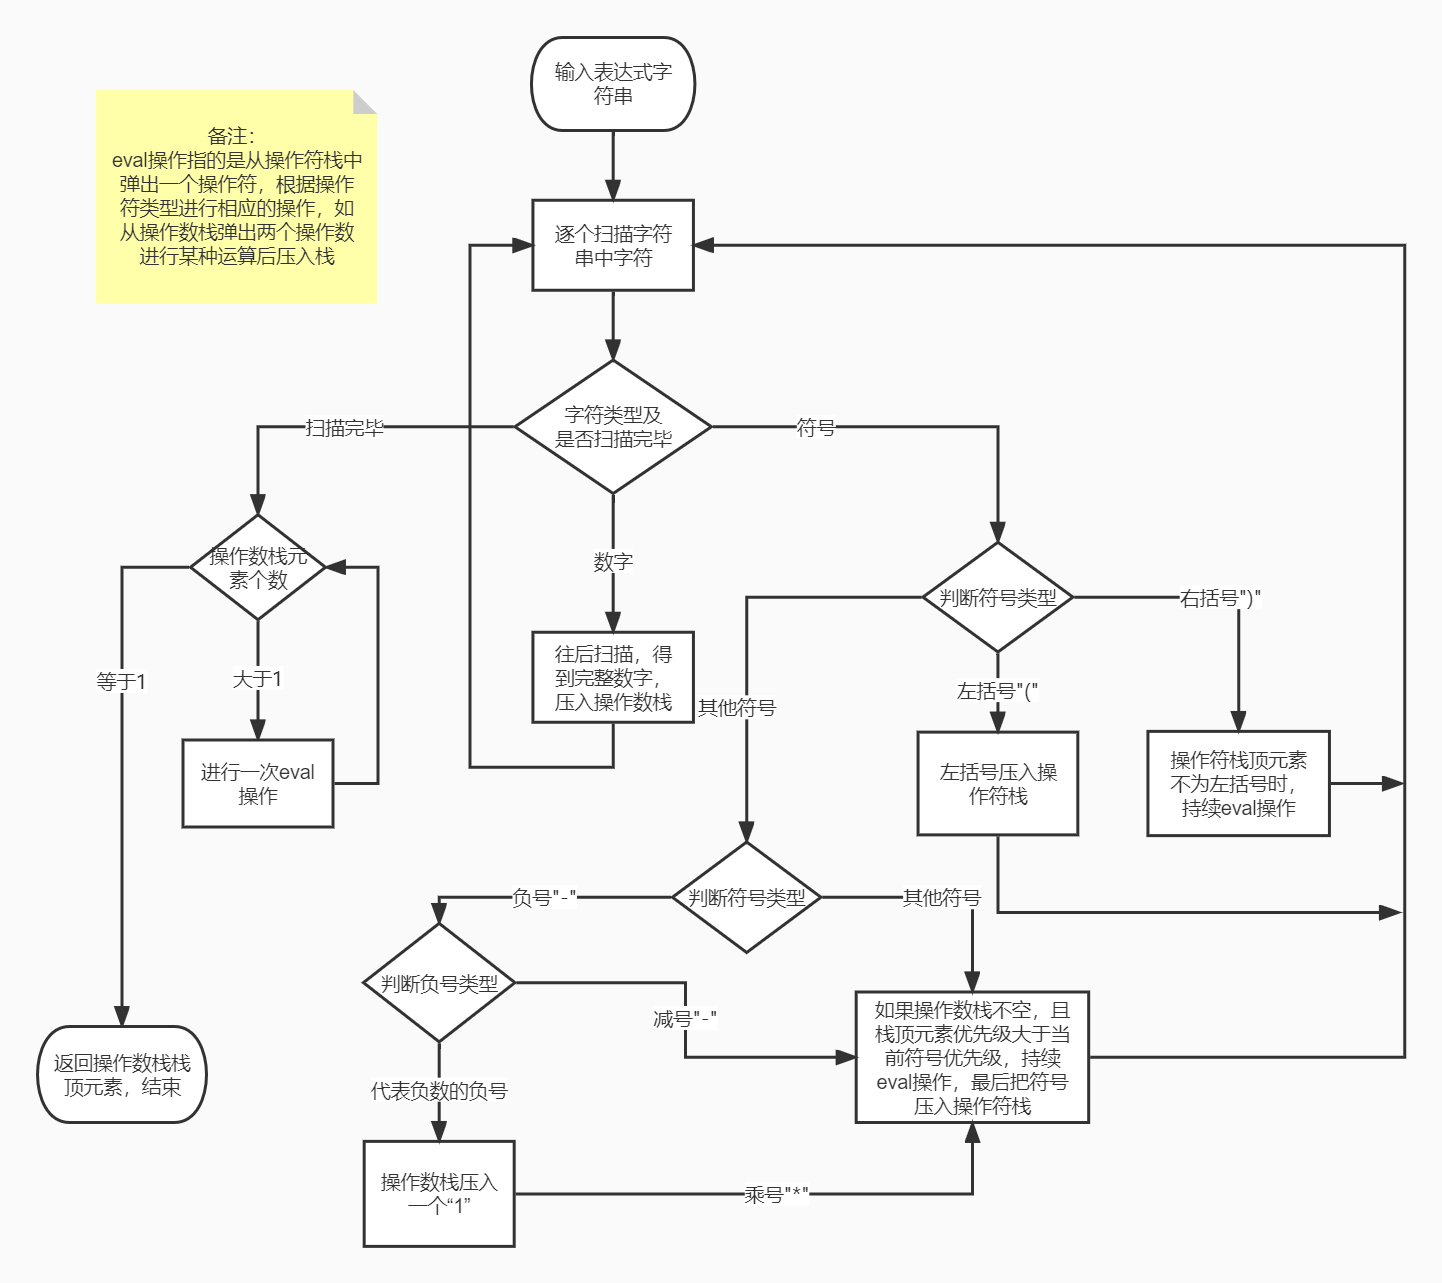 输入表达式字
符串
备注：
eval操作指的是从操作符栈中
弹出一个操作符，根据操作
符类型进行相应的操作，如
从操作数栈弹出两个操作数
进行某种运算后压入栈
逐个扫描字符
串中字符
字符类型及
是否扫描完毕
扫描完毕
符号
数字
操作数栈元
素个数
判断符号类型
右括号")"
等于1
大于1
往后扫描，得
到完整数字，
压入操作数栈
其他符号
左括号"("
进行一次eval
操作
左括号压入操
作符栈
操作符栈顶元素
不为左括号时，
持续eval操作
负号"-"
判断符号类型
其他符号
判断负号类型
减号"-"
如果操作数栈不空，且
栈顶元素优先级大于当
前符号优先级，持续
eval操作，最后把符号
压入操作符栈
返回操作数栈栈
顶元素，结束
代表负数的负号
操作数栈压入
一个“1”
乘号"*"